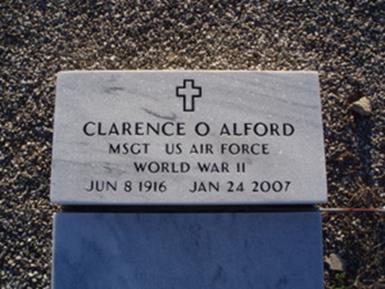 CLARENCE O ALFORD
MSGT US AIR FORCE
WORLD WAR II
JUN 8 1916 JAN 24 2007